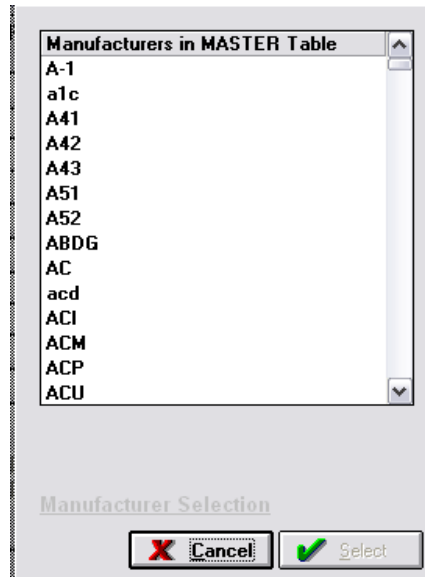 Manufacturers in MASTER Table
A-1
a1c
A41
A42
A43
A51
A52
ABDG
AC
acd
ACI
ACM
ACP
ACU
Manufacturer Selection
Cancel
Select